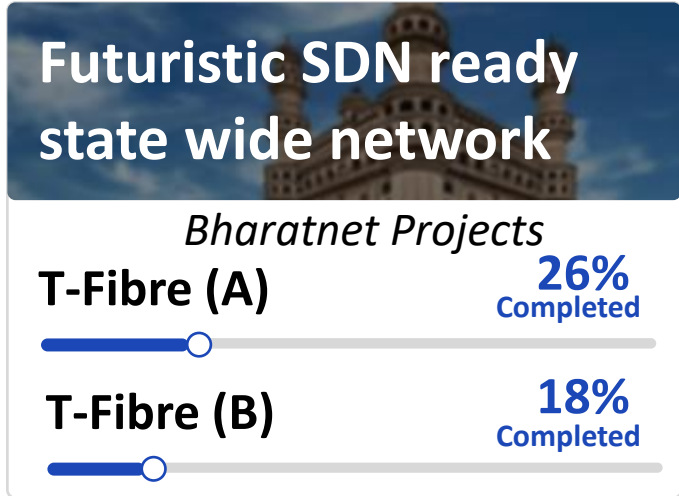 Futuristic SDN ready
state wide network
Bharatnet Projects
T-Fibre (A)
26%
Completed
T-Fibre (B)
18%
Completed